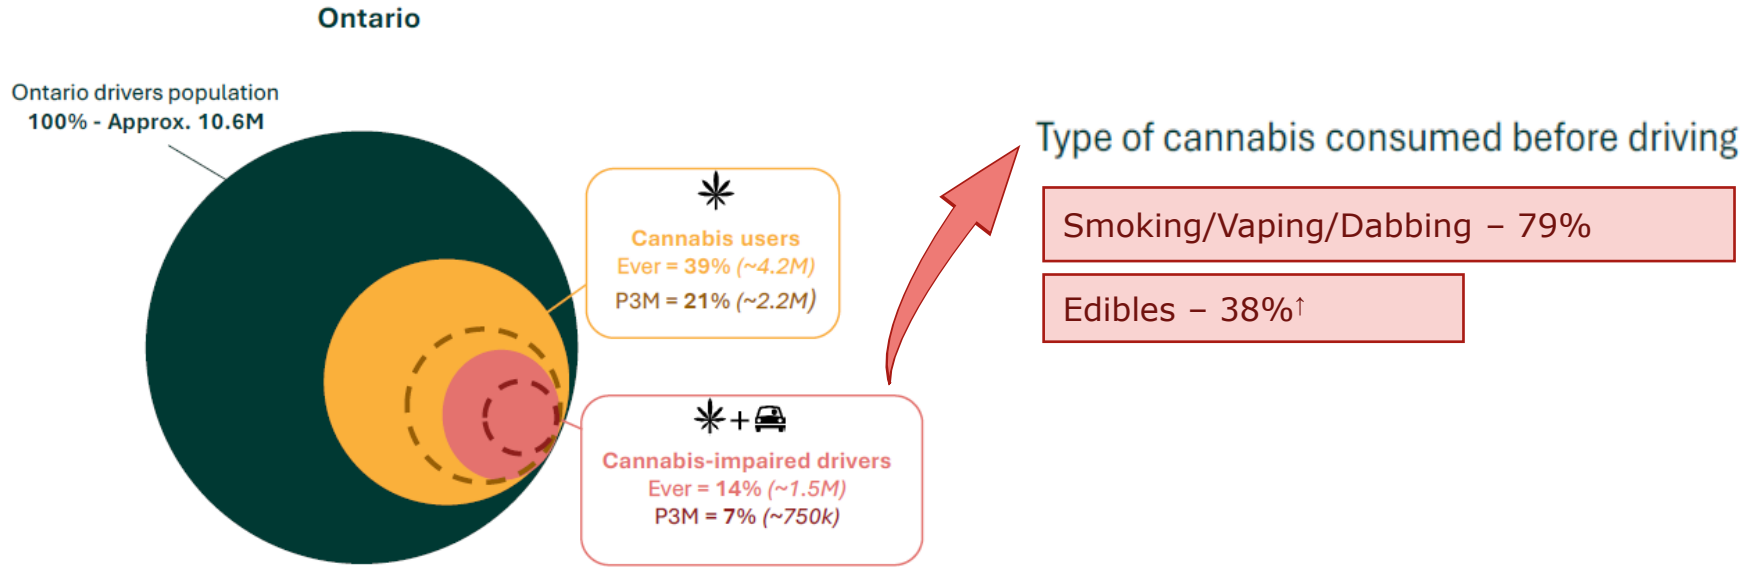 Ontario
Ontario drivers population
100% - Approx. 10.6M
Cannabis users
Ever = 39% (~4.2M)
P3M = 21% (~2.2M)
+
Cannabis-impaired drivers
Ever = 14% (~1.5M)
P3M = 7% (~750k)
Type of cannabis consumed before driving
Smoking/Vaping/Dabbing – 79%
Edibles – 38%↑